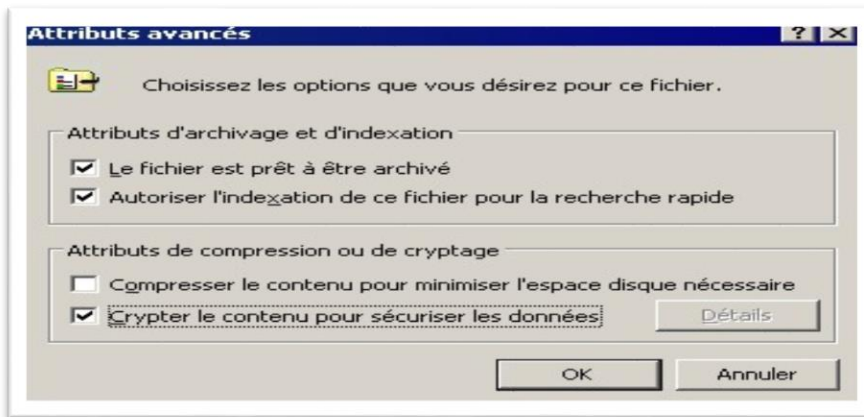 Attributs avancés
Choisissez les options que vous désirez pour ce fichier.
Attributs d'archivage et d'indexation
Le fichier est prêt à être archivé
Autoriser l'indexation de ce fichier pour la recherche rapide
Attributs de compression ou de cryptage
Compresser le contenu pour minimiser l'espace disque nécessaire
Crypter le contenu pour sécuriser les données
Détails
OK
Annuler